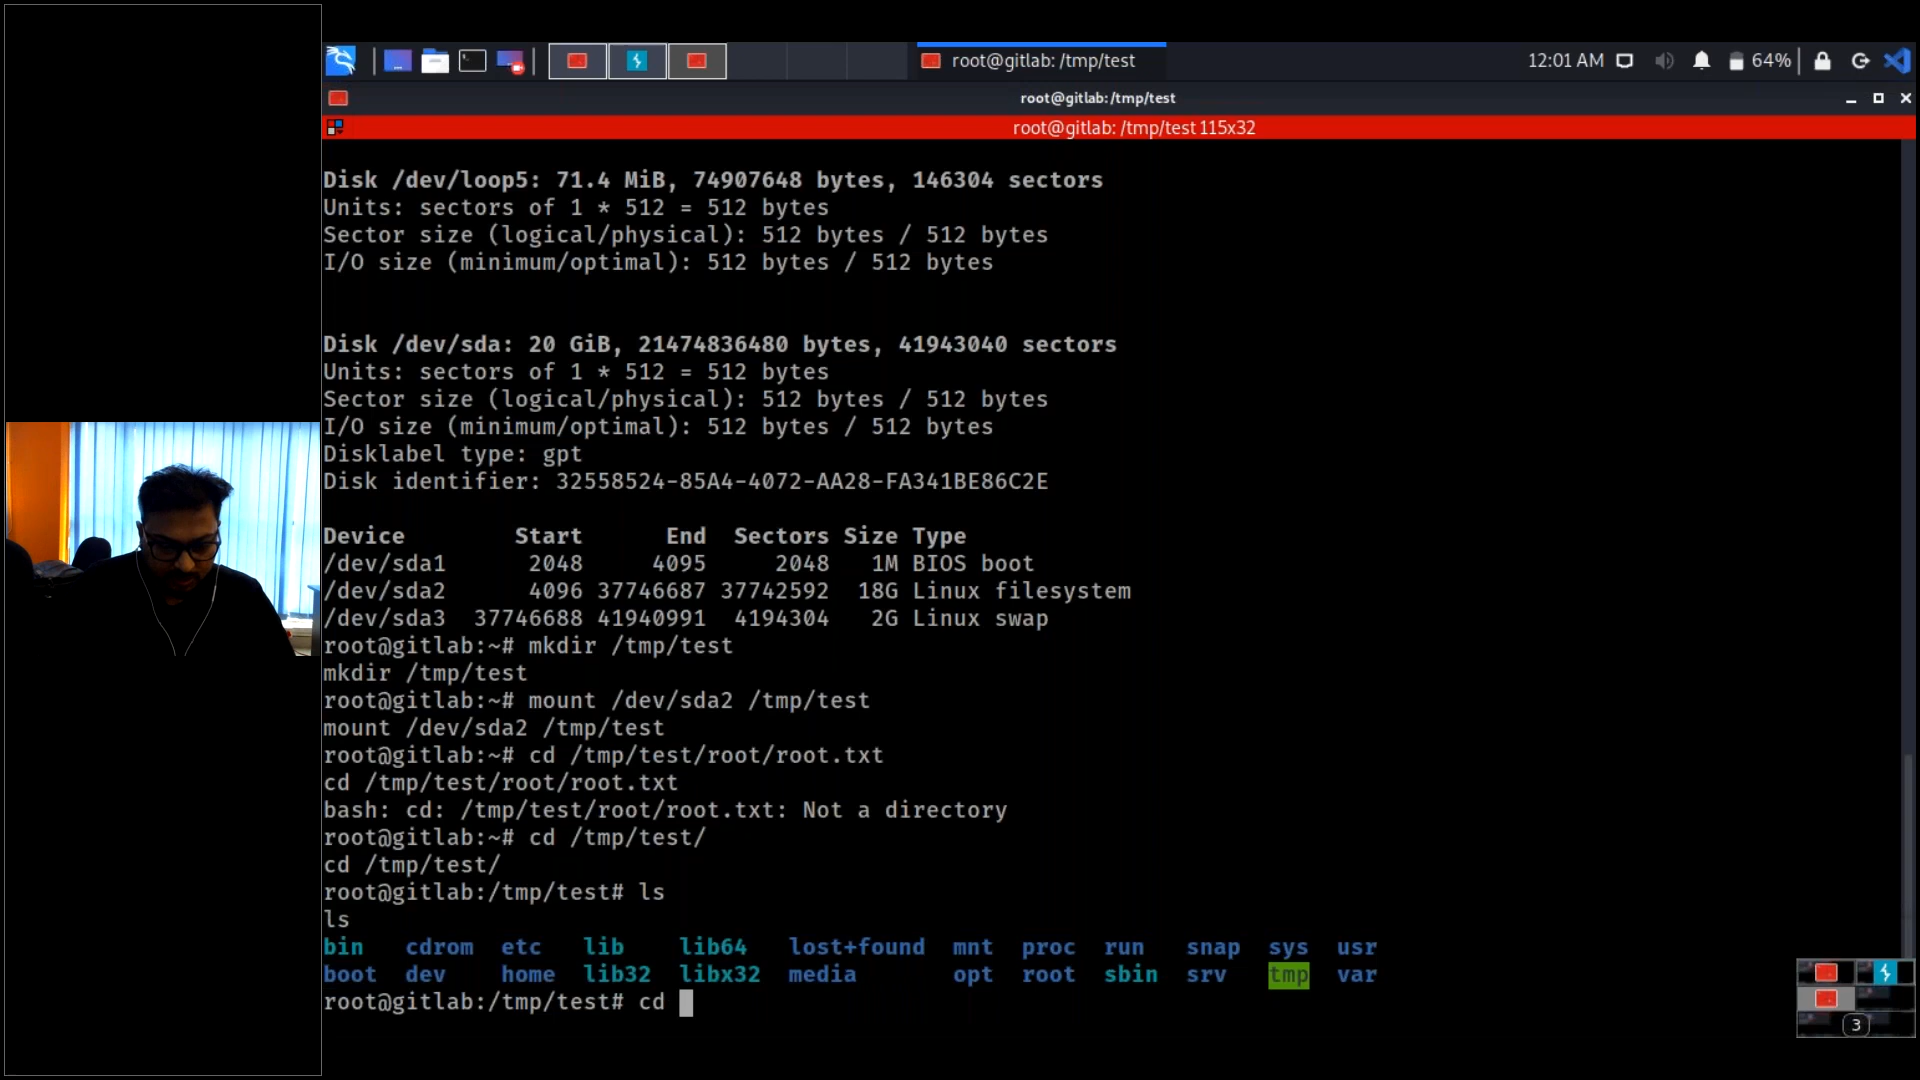 root@gitlab: /tmp/test
12:01 AM
64%
root@gitlab:/tmp/test
root@gitlab: /tmp/test 115x32
Disk /dev/loop5: 71.4 MiB, 74907648 bytes, 146304 sectors
Units: sectors of 1 * 512 = 512 bytes
Sector size (logical/physical): 512 bytes / 512 bytes
I/O size (minimum/optimal): 512 bytes / 512 bytes
Disk /dev/sda: 20 GiB, 21474836480 bytes, 41943040 sectors
Units: sectors of 1 * 512 = 512 bytes
Sector size (logical/physical): 512 bytes / 512 bytes
I/O size (minimum/optimal): 512 bytes / 512 bytes
Disklabel type: gpt
Disk identifier: 32558524-85A4-4072-AA28-FA341BE86C2E
Device Start End Sectors Size Type
/dev/sda1 2048 4095 2048 1M BIOS boot
/dev/sda2 4096 37746687 37742592 18G Linux filesystem
/dev/sda3 37746688 41940991 4194304 2G Linux swap
root@gitlab:~# mkdir /tmp/test
mkdir /tmp/test
root@gitlab:~# mount /dev/sda2 /tmp/test
mount /dev/sda2 /tmp/test
root@gitlab:~# cd /tmp/test/root/root.txt
cd /tmp/test/root/root.txt
bash: cd: /tmp/test/root/root.txt: Not a directory
root@gitlab:~# cd /tmp/test/
cd /tmp/test/
root@gitlab:/tmp/test# ls
ls
bin cdrom etc lib lib64 lost+found mnt proc run snap sys usr
boot dev home lib32 libx32 media opt root sbin srv tmp var
root@gitlab:/tmp/test# cd
3